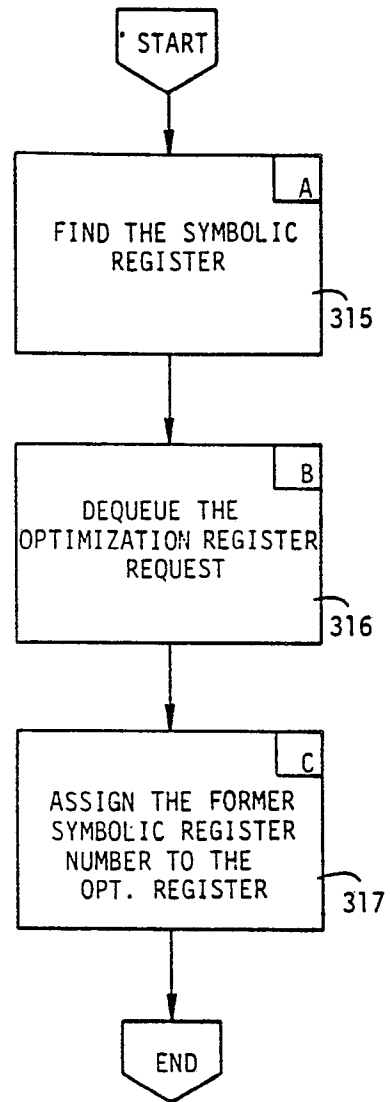 START
A
FIND THE SYMBOLIC
REGISTER
315
B
DEQUEUE THE
OPTIMIZATION REGISTER
REQUEST
316
C
ASSIGN THE FORMER
SYMBOLIC REGISTER
NUMBER TO THE
OPT. REGISTER
317
END